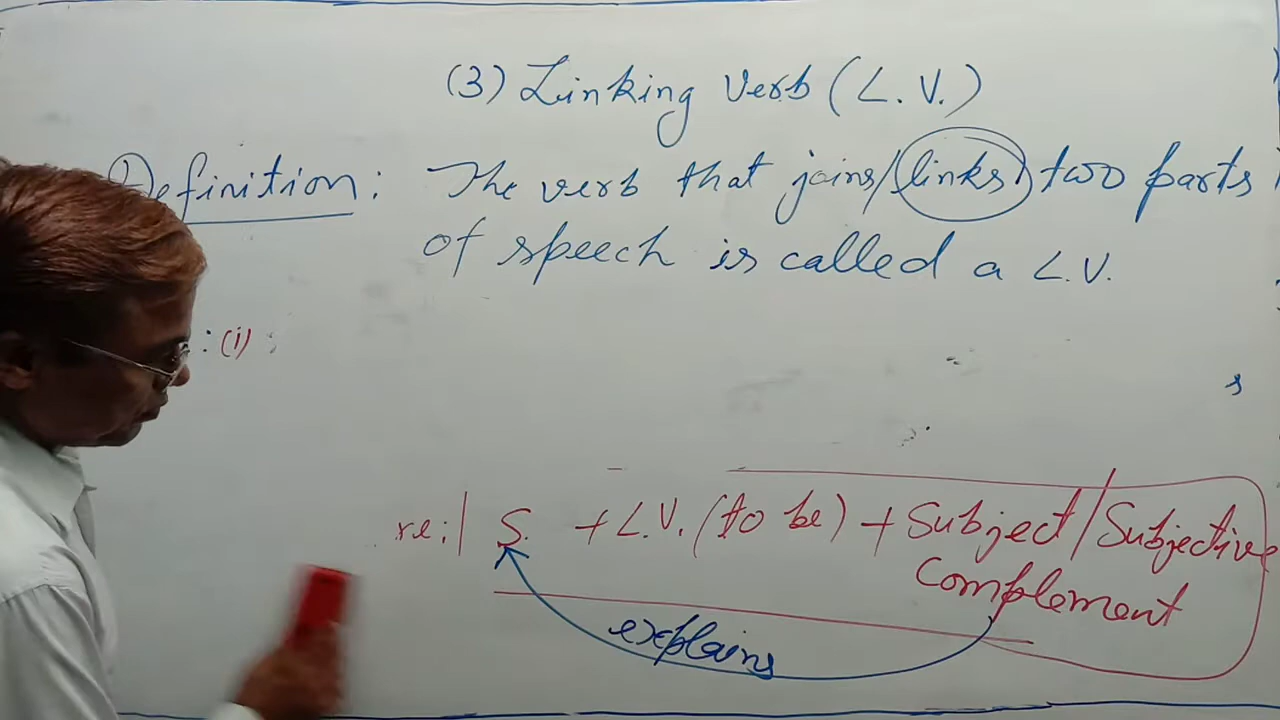 (3) Linking Verb (L.V.)
Definition: The verb that joins/links two parts
of speech is called a L.V.
: (i) :
s
re:| S. + L.V. (to be) + Subject/Subjective
Complement
explains